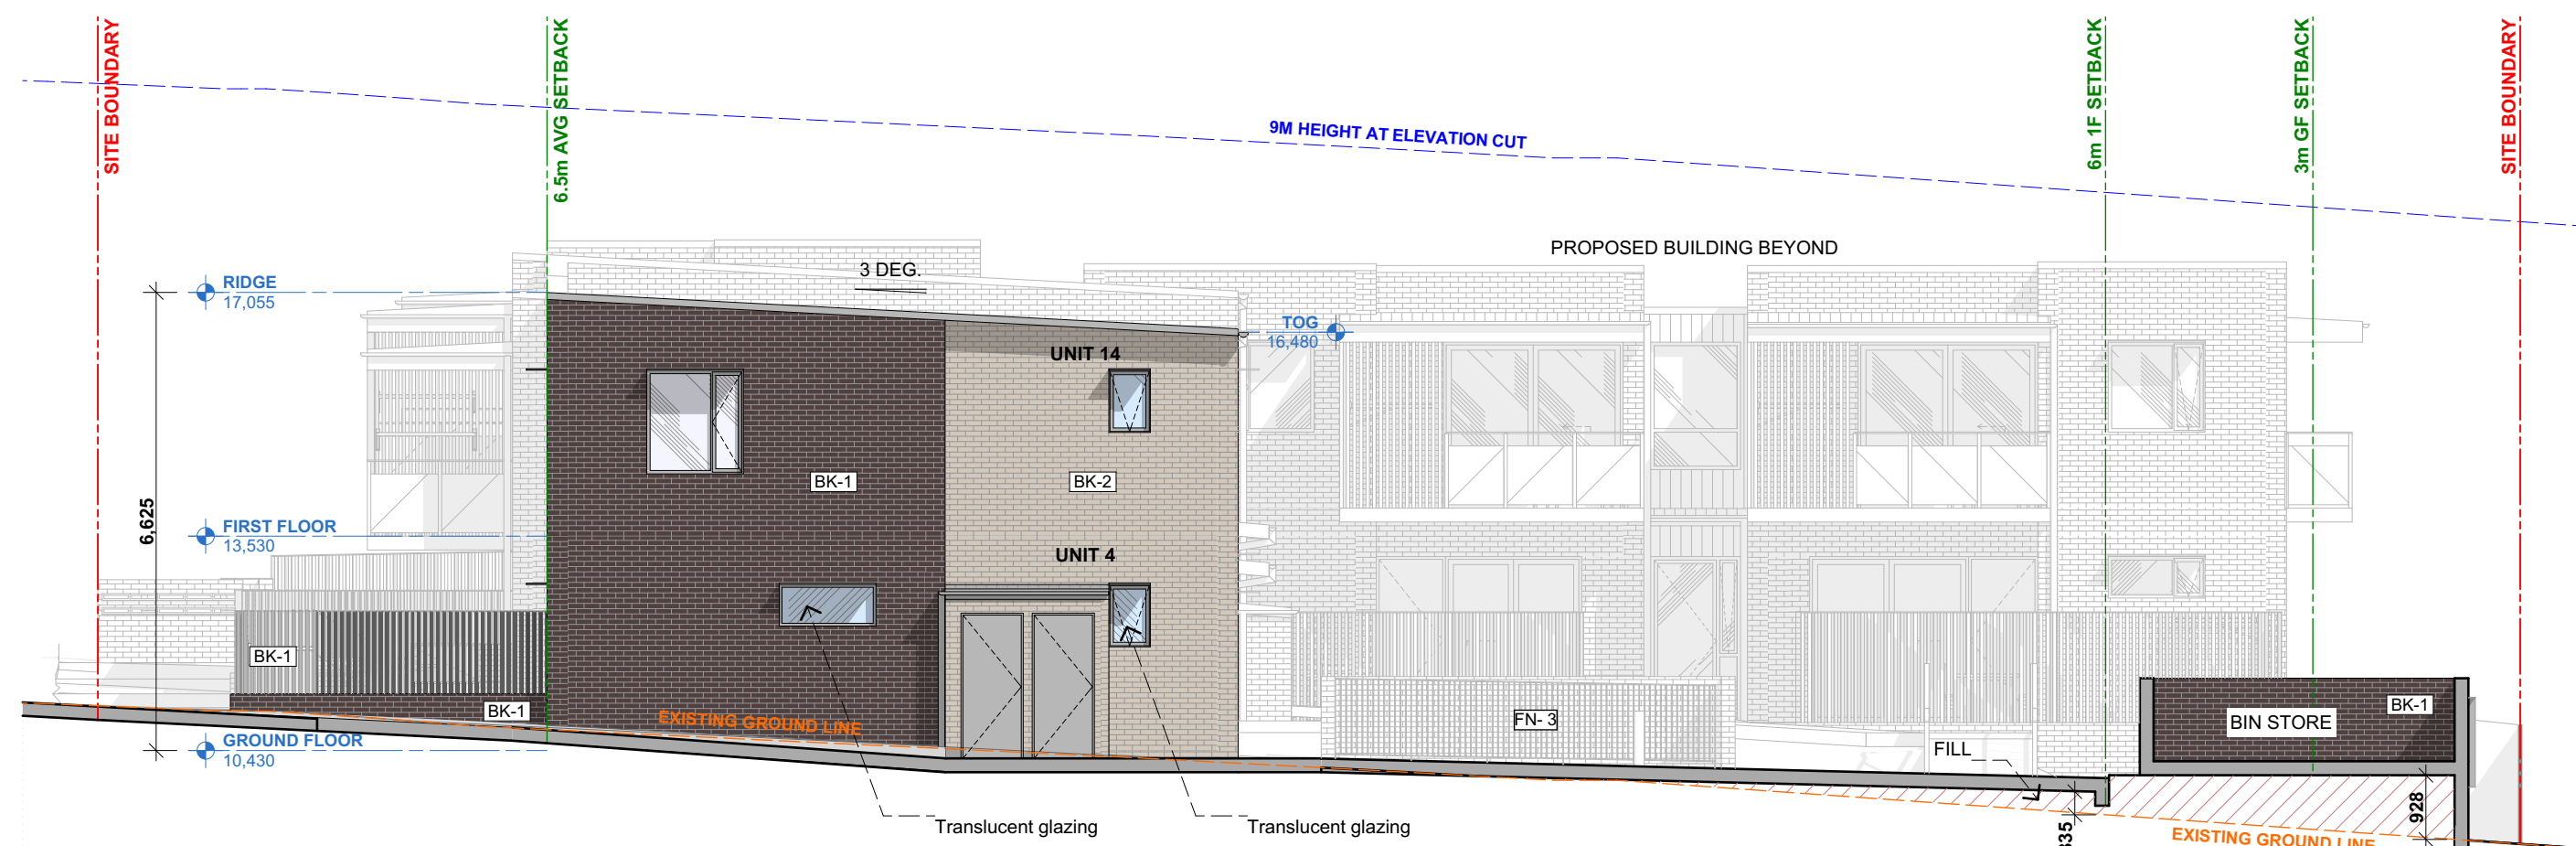 SITE BOUNDARY
6.5m AVG SETBACK
9M HEIGHT AT ELEVATION CUT
6m 1F SETBACK
3m GF SETBACK
SITE BOUNDARY
PROPOSED BUILDING BEYOND
3 DEG.
RIDGE
17,055
TOG
16,480
UNIT 14
BK-1
BK-2
6,625
FIRST FLOOR
13,530
UNIT 4
BK-1
BK-1
EXISTING GROUND LINE
GROUND FLOOR
10,430
FN- 3
FILL
BIN STORE
BK-1
Translucent glazing
Translucent glazing
928
EXISTING GROUND LINE